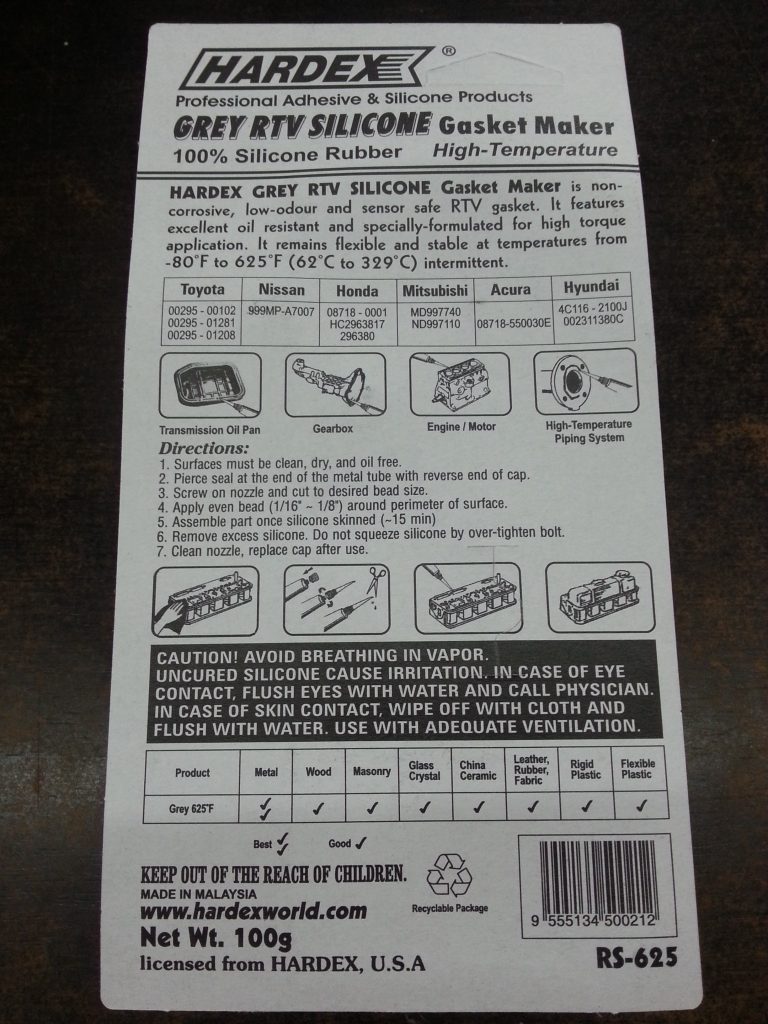 HARDEX ®
Professional Adhesive & Silicone Products
GREY RTV SILICONE Gasket Maker
100% Silicone Rubber High-Temperature
HARDEX GREY RTV SILICONE Gasket Maker is non-
corrosive, low-odour and sensor safe RTV gasket. It features
excellent oil resistant and specially-formulated for high torque
application. It remains flexible and stable at temperatures from
-80°F to 625°F (62°C to 329°C) intermittent.
Toyota Nissan Honda Mitsubishi Acura Hyundai
00295 - 00102 999MP-A7007 08718 - 0001 MD997740 08718-550030E 4C116 - 2100J
00295 - 01281 HC2963817 ND997110 002311380C
00295 - 01208 296380
Transmission Oil Pan Gearbox Engine / Motor High-Temperature
Piping System
Directions:
1. Surfaces must be clean, dry, and oil free.
2. Pierce seal at the end of the metal tube with reverse end of cap.
3. Screw on nozzle and cut to desired bead size.
4. Apply even bead (1/16" ~ 1/8") around perimeter of surface.
5. Assemble part once silicone skinned (~15 min)
6. Remove excess silicone. Do not squeeze silicone by over-tighten bolt.
7. Clean nozzle, replace cap after use.
CAUTION! AVOID BREATHING IN VAPOR.
UNCURED SILICONE CAUSE IRRITATION. IN CASE OF EYE
CONTACT, FLUSH EYES WITH WATER AND CALL PHYSICIAN.
IN CASE OF SKIN CONTACT, WIPE OFF WITH CLOTH AND
FLUSH WITH WATER. USE WITH ADEQUATE VENTILATION.
Product Metal Wood Masonry Glass Crystal China Ceramic Leather, Rubber, Fabric Rigid Plastic Flexible Plastic
Grey 625°F ✓✓ ✓ ✓ ✓ ✓ ✓ ✓ ✓
Best ✓✓ Good ✓
KEEP OUT OF THE REACH OF CHILDREN.
MADE IN MALAYSIA
www.hardexworld.com
Net Wt. 100g
licensed from HARDEX, U.S.A
Recyclable Package
9 555134 500212
RS-625